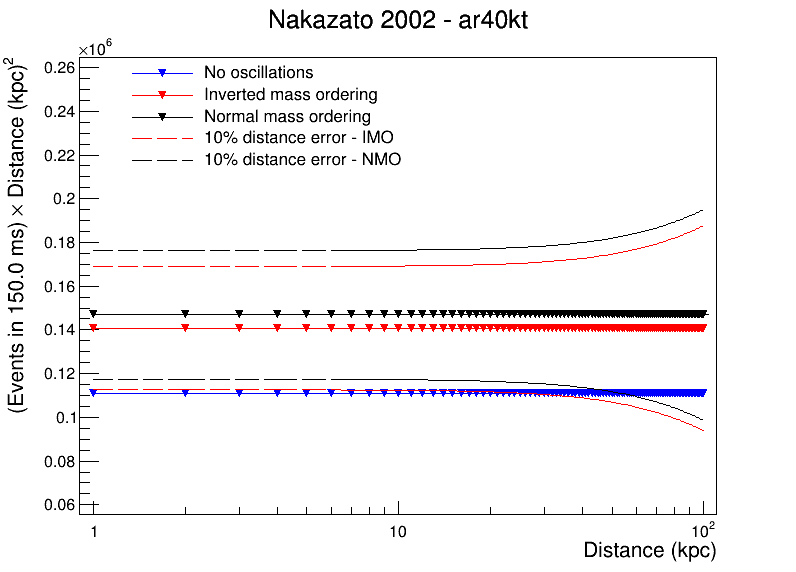 Nakazato 2002 - ar40kt
×10⁶
(Events in 150.0 ms) × Distance (kpc)²
0.26
0.24
0.22
0.2
0.18
0.16
0.14
0.12
0.1
0.08
0.06
No oscillations
Inverted mass ordering
Normal mass ordering
10% distance error - IMO
10% distance error - NMO
1 10 10²
Distance (kpc)